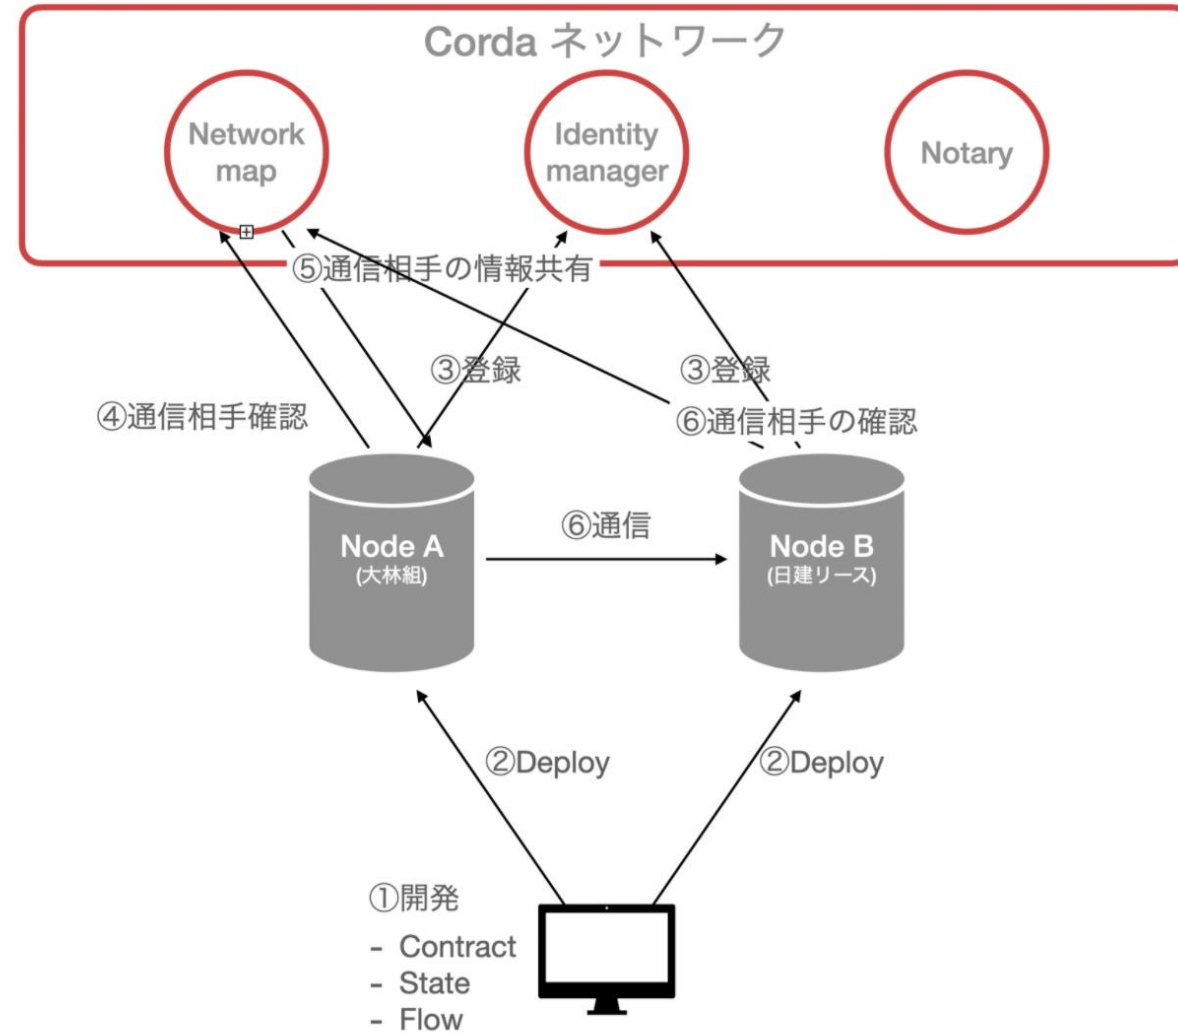 Corda ネットワーク
Network
map
Identity
manager
Notary
⑤通信相手の情報共有
③登録
③登録
④通信相手確認
⑥通信相手の確認
⑥通信
Node A
(大林組)
Node B
(日建リース)
②Deploy
②Deploy
①開発
- Contract
- State
- Flow